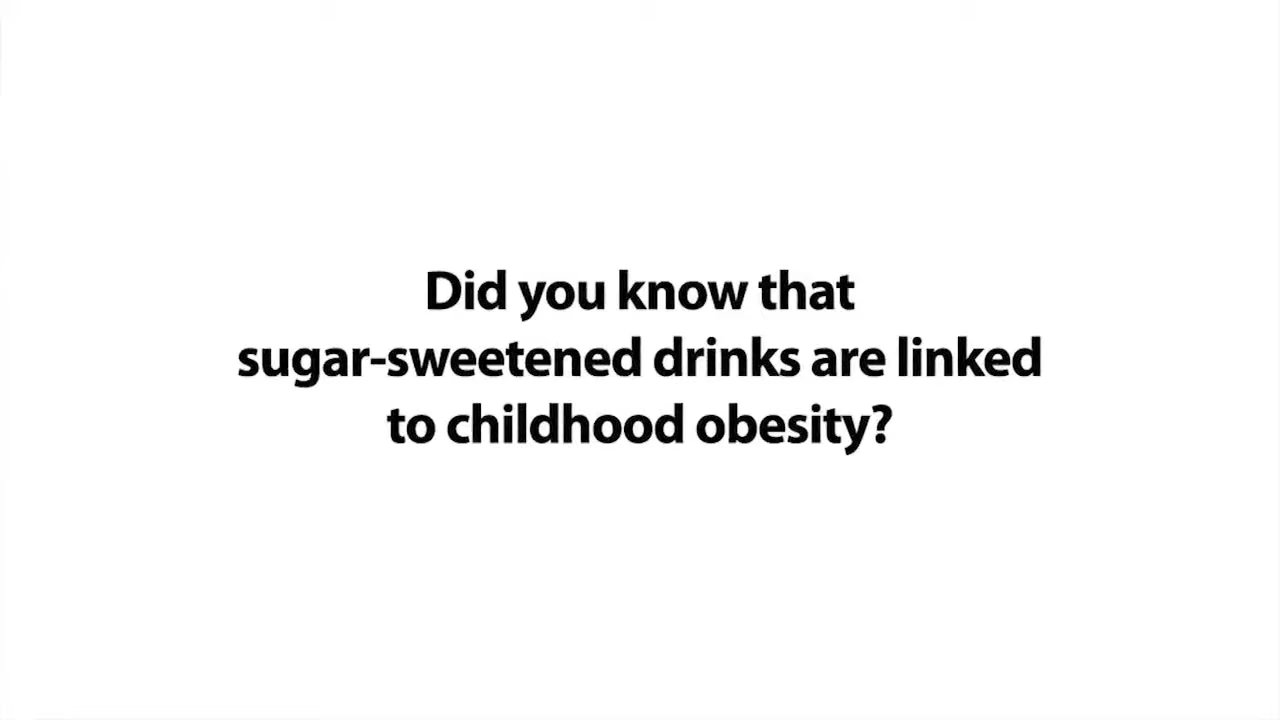 Did you know that
sugar-sweetened drinks are linked
to childhood obesity?